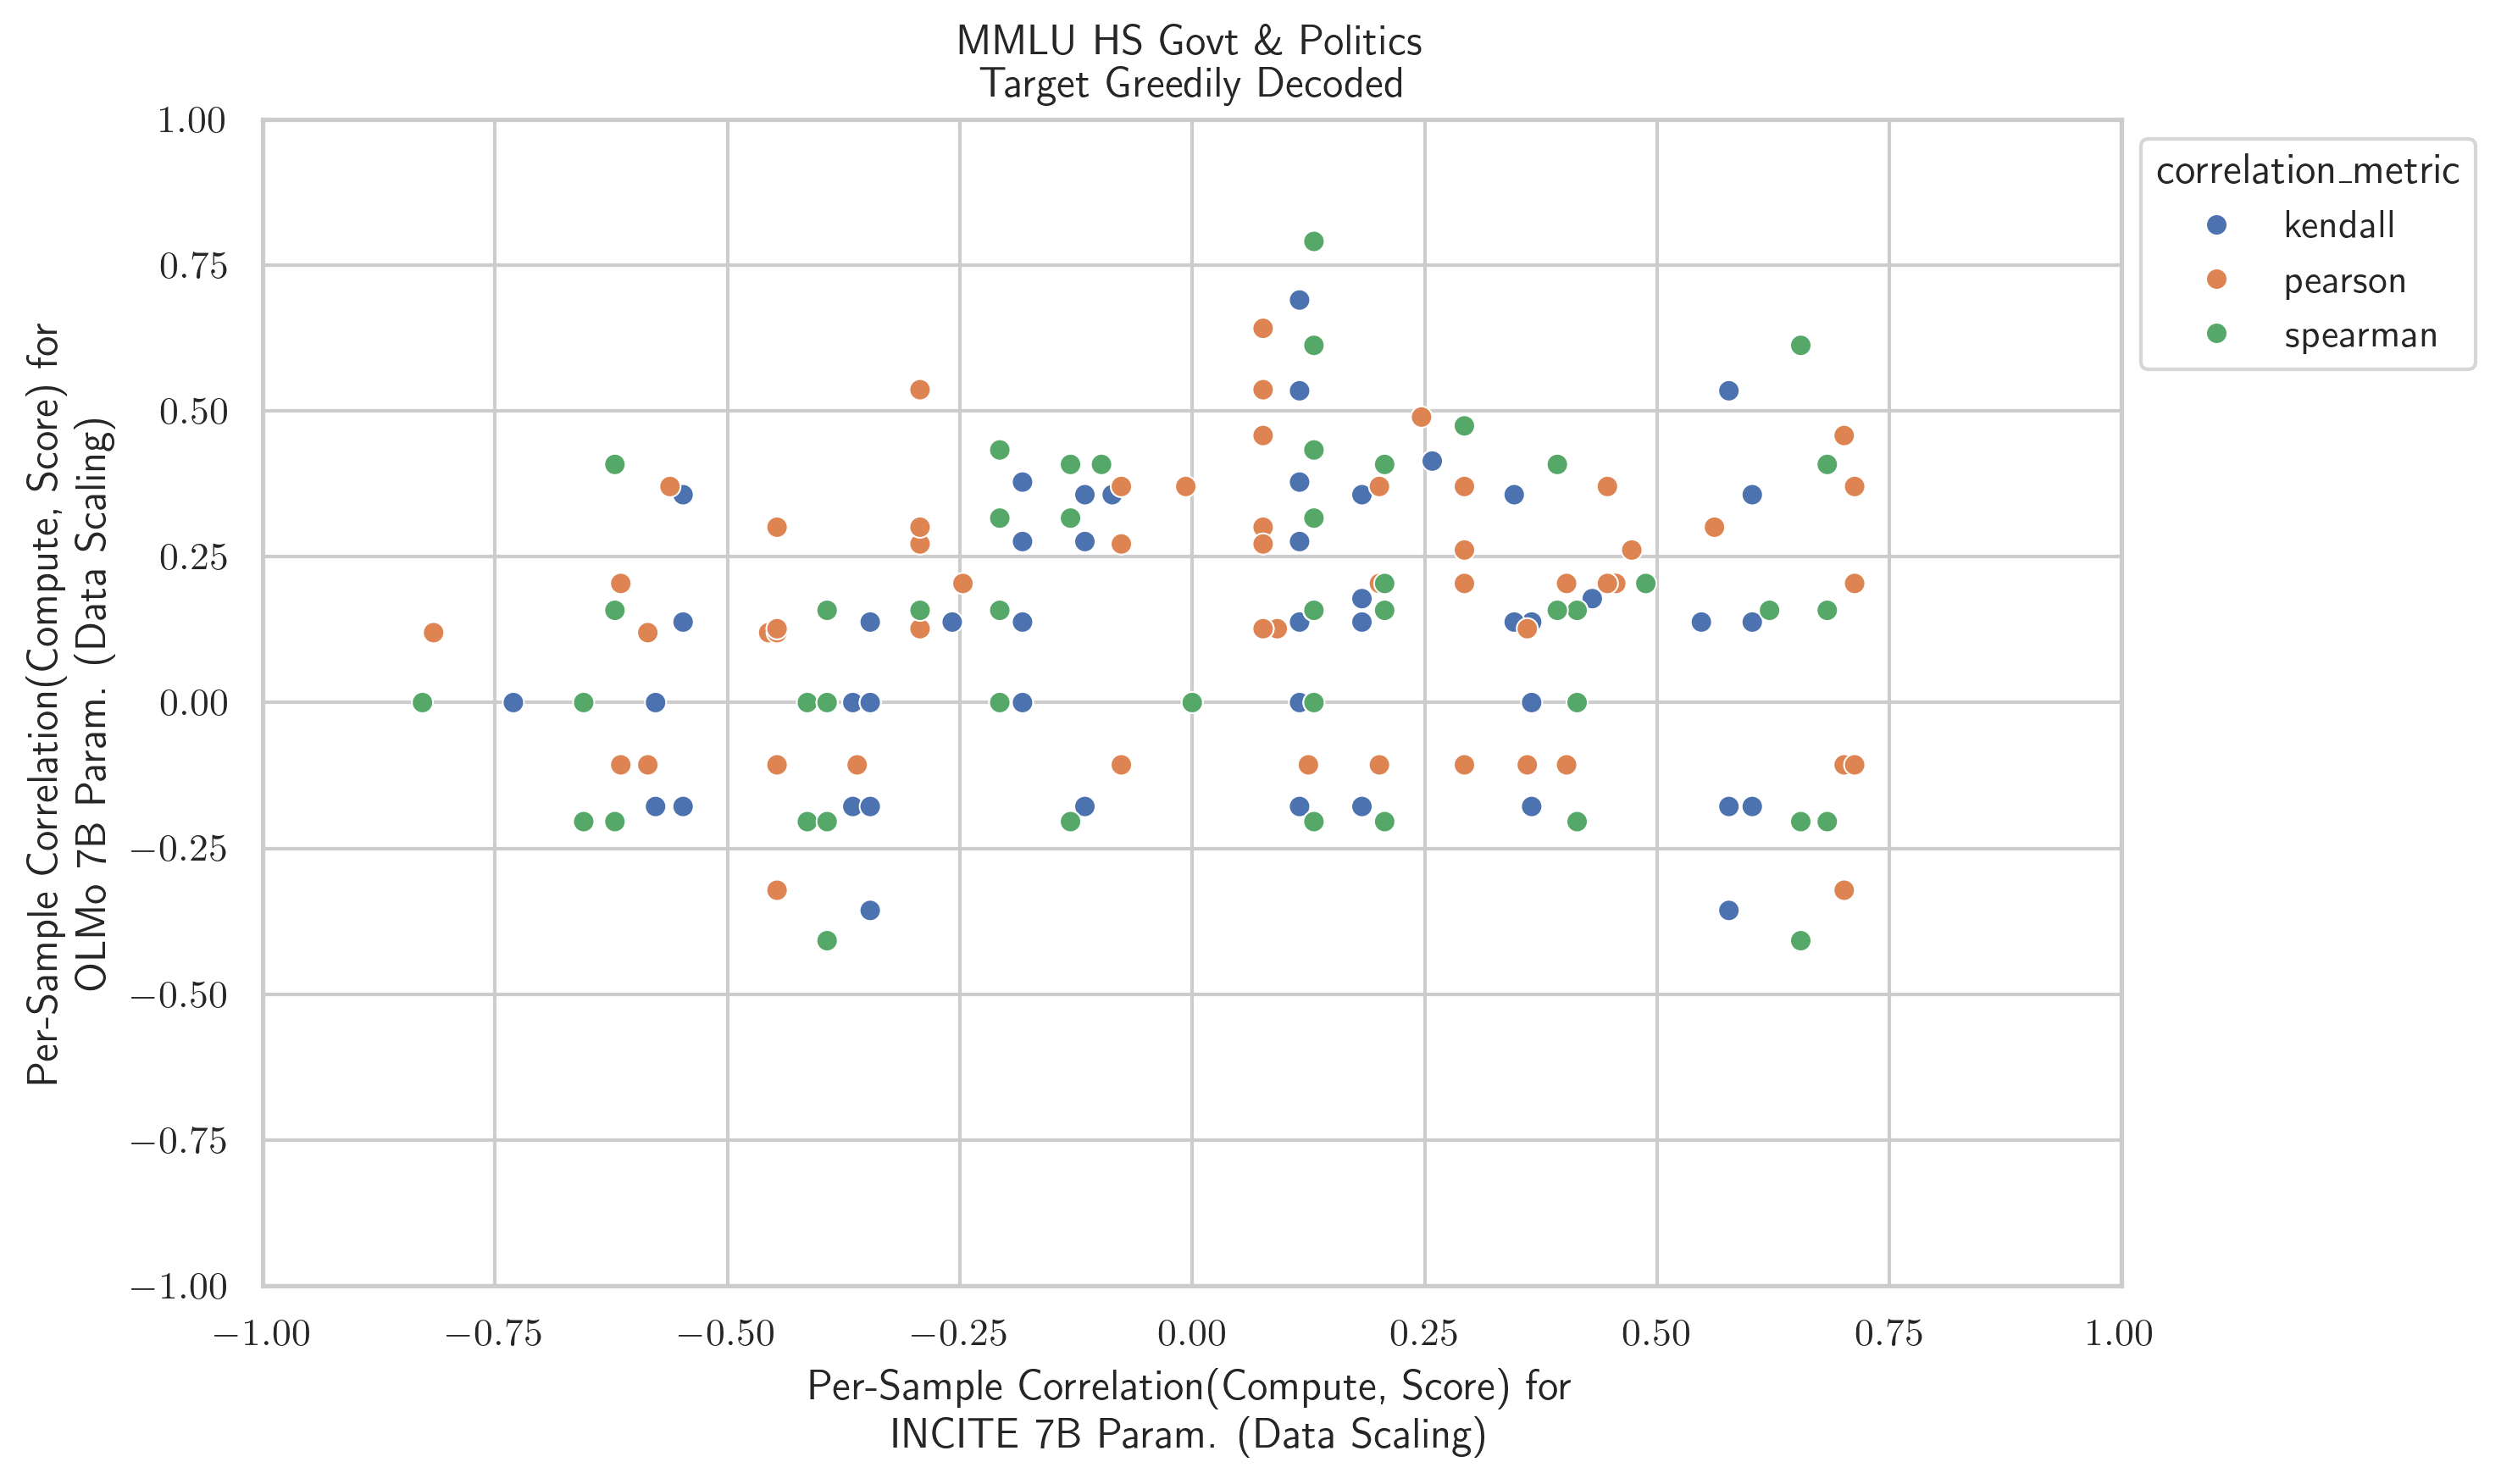 MMLU HS Govt & Politics
Target Greedily Decoded
1.00
0.75
0.50
0.25
0.00
−0.25
−0.50
−0.75
−1.00
Per-Sample Correlation(Compute, Score) for
OLMo 7B Param. (Data Scaling)
−1.00 −0.75 −0.50 −0.25 0.00 0.25 0.50 0.75 1.00
Per-Sample Correlation(Compute, Score) for
INCITE 7B Param. (Data Scaling)
correlation_metric
kendall
pearson
spearman